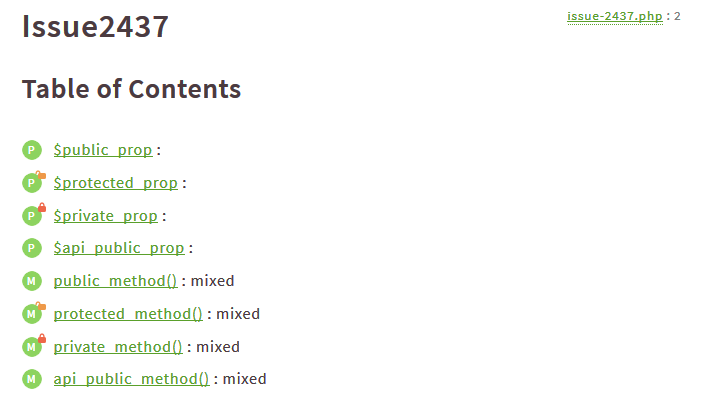 Issue2437
issue-2437.php : 2
Table of Contents
P $public_prop :
P $protected_prop :
P $private_prop :
P $api_public_prop :
M public_method() : mixed
M protected_method() : mixed
M private_method() : mixed
M api_public_method() : mixed